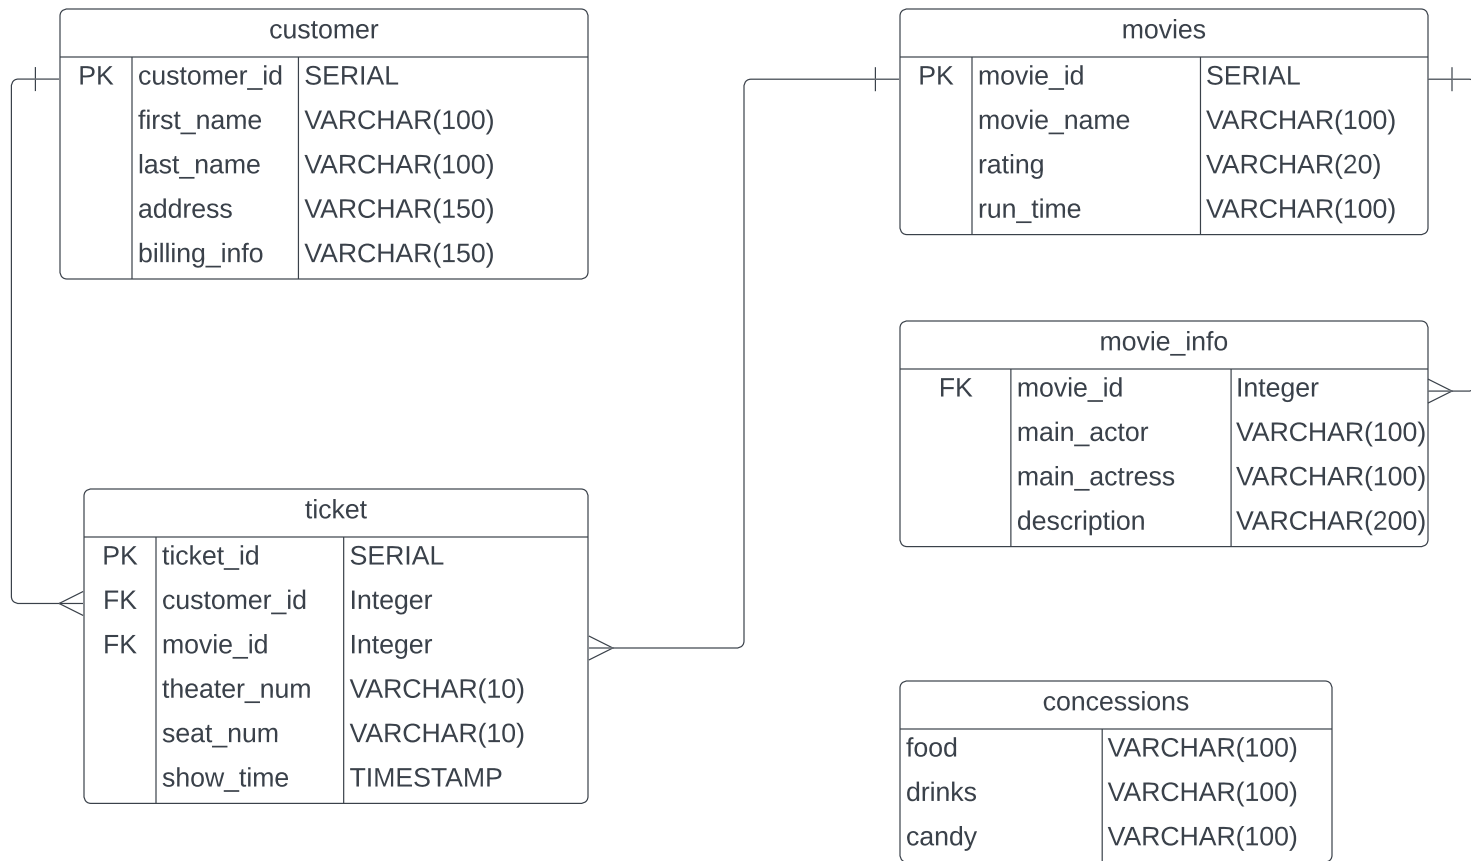 customer
PK customer_id SERIAL
first_name VARCHAR(100)
last_name VARCHAR(100)
address VARCHAR(150)
billing_info VARCHAR(150)
movies
PK movie_id SERIAL
movie_name VARCHAR(100)
rating VARCHAR(20)
run_time VARCHAR(100)
movie_info
FK movie_id Integer
main_actor VARCHAR(100)
main_actress VARCHAR(100)
description VARCHAR(200)
ticket
PK ticket_id SERIAL
FK customer_id Integer
FK movie_id Integer
theater_num VARCHAR(10)
seat_num VARCHAR(10)
show_time TIMESTAMP
concessions
food VARCHAR(100)
drinks VARCHAR(100)
candy VARCHAR(100)